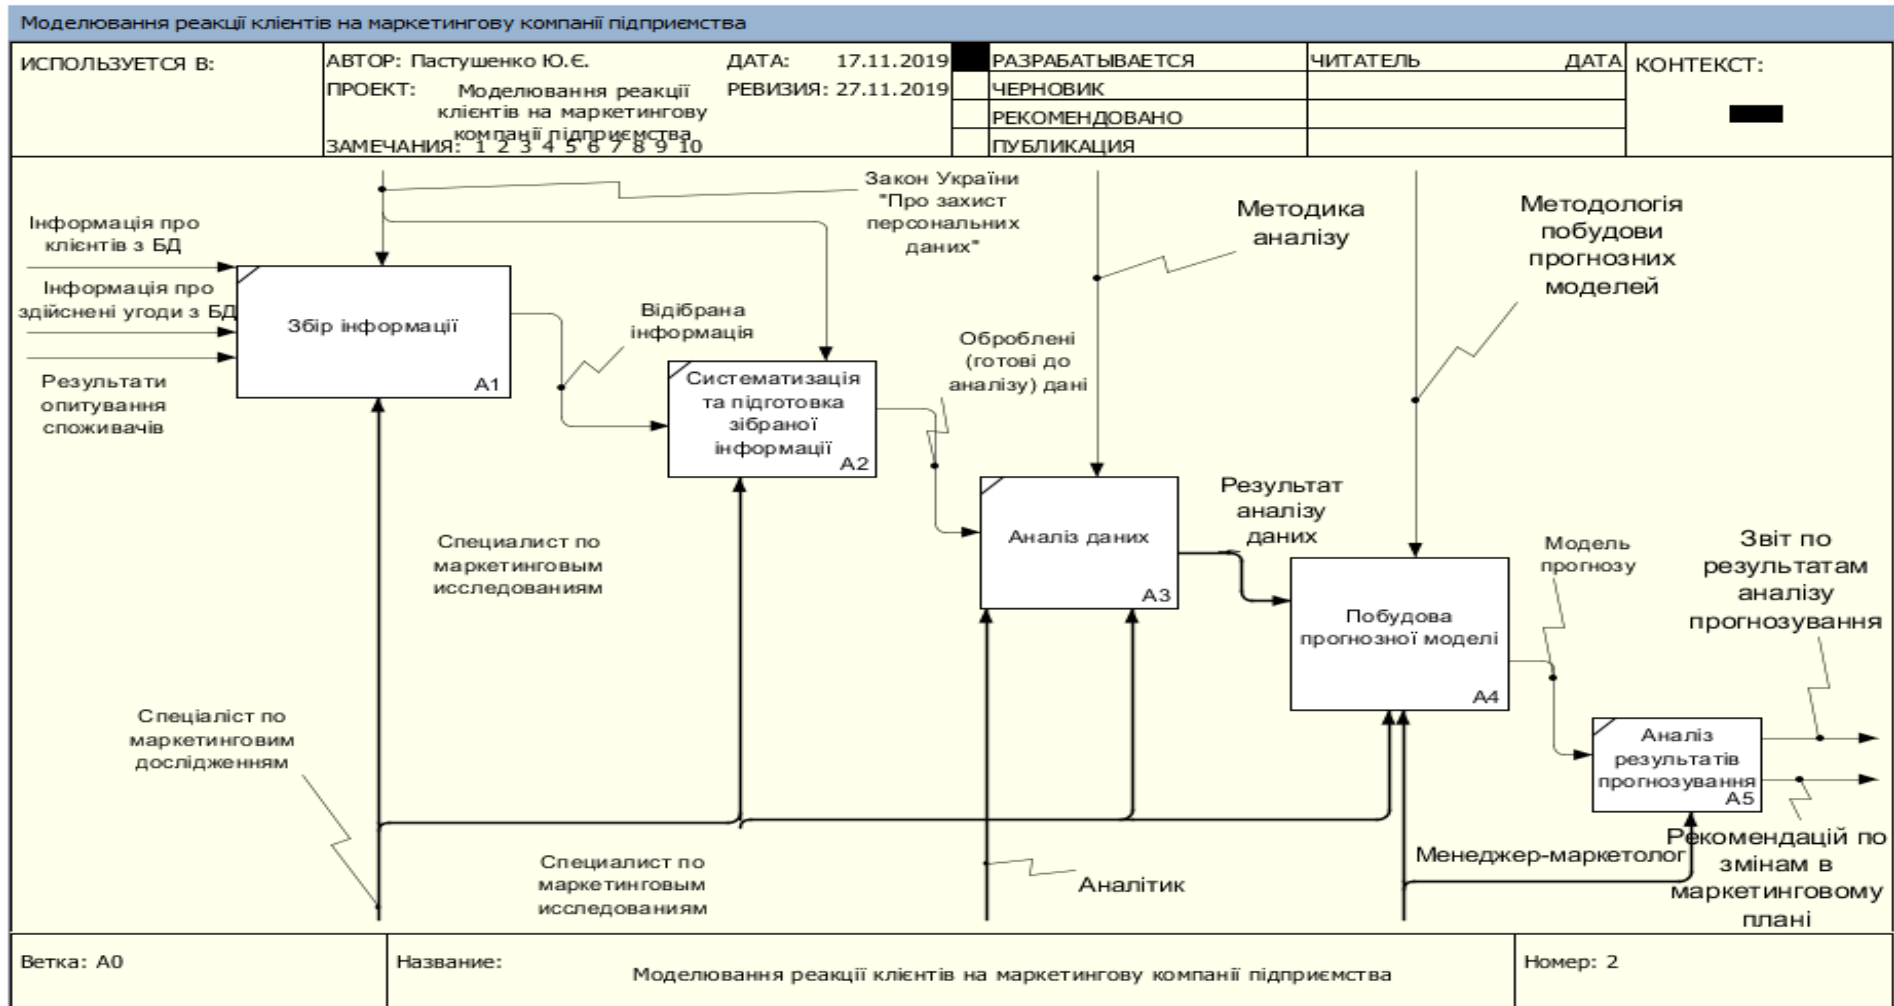 Моделювання реакції клієнтів на маркетингову компанії підприємства
ИСПОЛЬЗУЕТСЯ В:
АВТОР: Пастушенко Ю.Є.
ДАТА: 17.11.2019
ПРОЕКТ: Моделювання реакції
клієнтів на маркетингову
компанії підприємства
РЕВИЗИЯ: 27.11.2019
ЗАМЕЧАНИЯ: 1 2 3 4 5 6 7 8 9 10
РАЗРАБАТЫВАЕТСЯ
ЧЕРНОВИК
РЕКОМЕНДОВАНО
ПУБЛИКАЦИЯ
ЧИТАТЕЛЬ ДАТА
КОНТЕКСТ:
Інформація про
клієнтів з БД
Інформація про
здійснені угоди з БД
Результати
опитування
споживачів
Закон України
"Про захист
персональних
даних"
Методика
аналізу
Методологія
побудови
прогнозних
моделей
Збір інформації
A1
Відібрана
інформація
Систематизація
та підготовка
зібраної
інформації
A2
Оброблені
(готові до
аналізу) дані
Аналіз даних
A3
Результат
аналізу
даних
Побудова
прогнозної моделі
A4
Модель
прогнозу
Звіт по
результатам
аналізу
прогнозування
Аналіз
результатів
прогнозування
A5
Специалист по
маркетинговым
исследованиям
Спеціаліст по
маркетинговим
дослідженням
Специалист по
маркетинговым
исследованиям
Аналітик
Менеджер-маркетолог
Рекомендацій по
змінам в
маркетинговому
плані
Ветка: A0
Название:
Моделювання реакції клієнтів на маркетингову компанії підприємства
Номер: 2